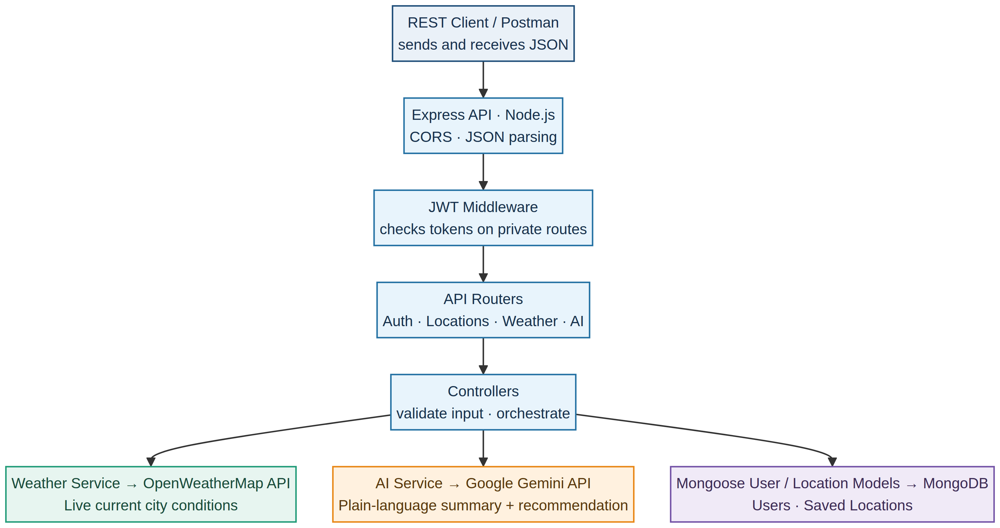 REST Client / Postman
sends and receives JSON
Express API · Node.js
CORS · JSON parsing
JWT Middleware
checks tokens on private routes
API Routers
Auth · Locations · Weather · AI
Controllers
validate input · orchestrate
Weather Service → OpenWeatherMap API
Live current city conditions
AI Service → Google Gemini API
Plain-language summary + recommendation
Mongoose User / Location Models → MongoDB
Users · Saved Locations